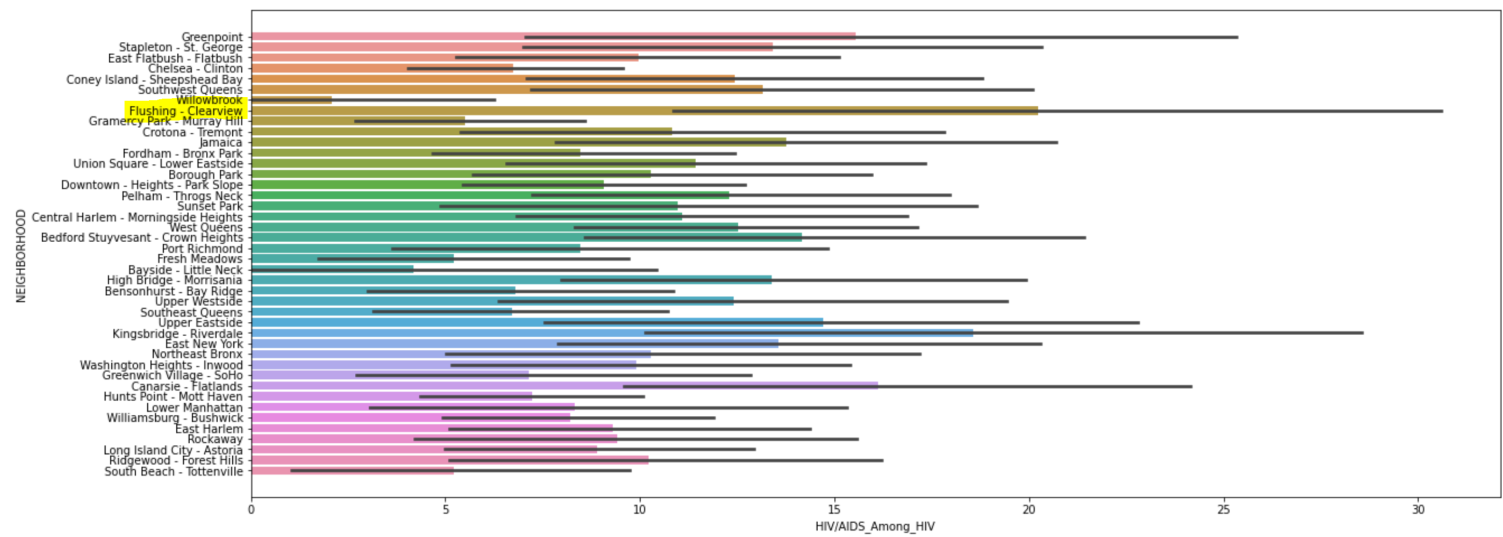 Greenpoint
Stapleton - St. George
East Flatbush - Flatbush
Chelsea - Clinton
Coney Island - Sheepshead Bay
Southwest Queens
Willowbrook
Flushing - Clearview
Gramercy Park - Murray Hill
Crotona - Tremont
Jamaica
Fordham - Bronx Park
Union Square - Lower Eastside
Borough Park
Downtown - Heights - Park Slope
Pelham - Throgs Neck
Sunset Park
Central Harlem - Morningside Heights
West Queens
Bedford Stuyvesant - Crown Heights
Port Richmond
Fresh Meadows
Bayside - Little Neck
High Bridge - Morrisania
Bensonhurst - Bay Ridge
Upper Westside
Southeast Queens
Upper Eastside
Kingsbridge - Riverdale
East New York
Northeast Bronx
Washington Heights - Inwood
Greenwich Village - SoHo
Canarsie - Flatlands
Hunts Point - Mott Haven
Lower Manhattan
Williamsburg - Bushwick
East Harlem
Rockaway
Long Island City - Astoria
Ridgewood - Forest Hills
South Beach - Tottenville
NEIGHBORHOOD
0 5 10 15 20 25 30
HIV/AIDS_Among_HIV